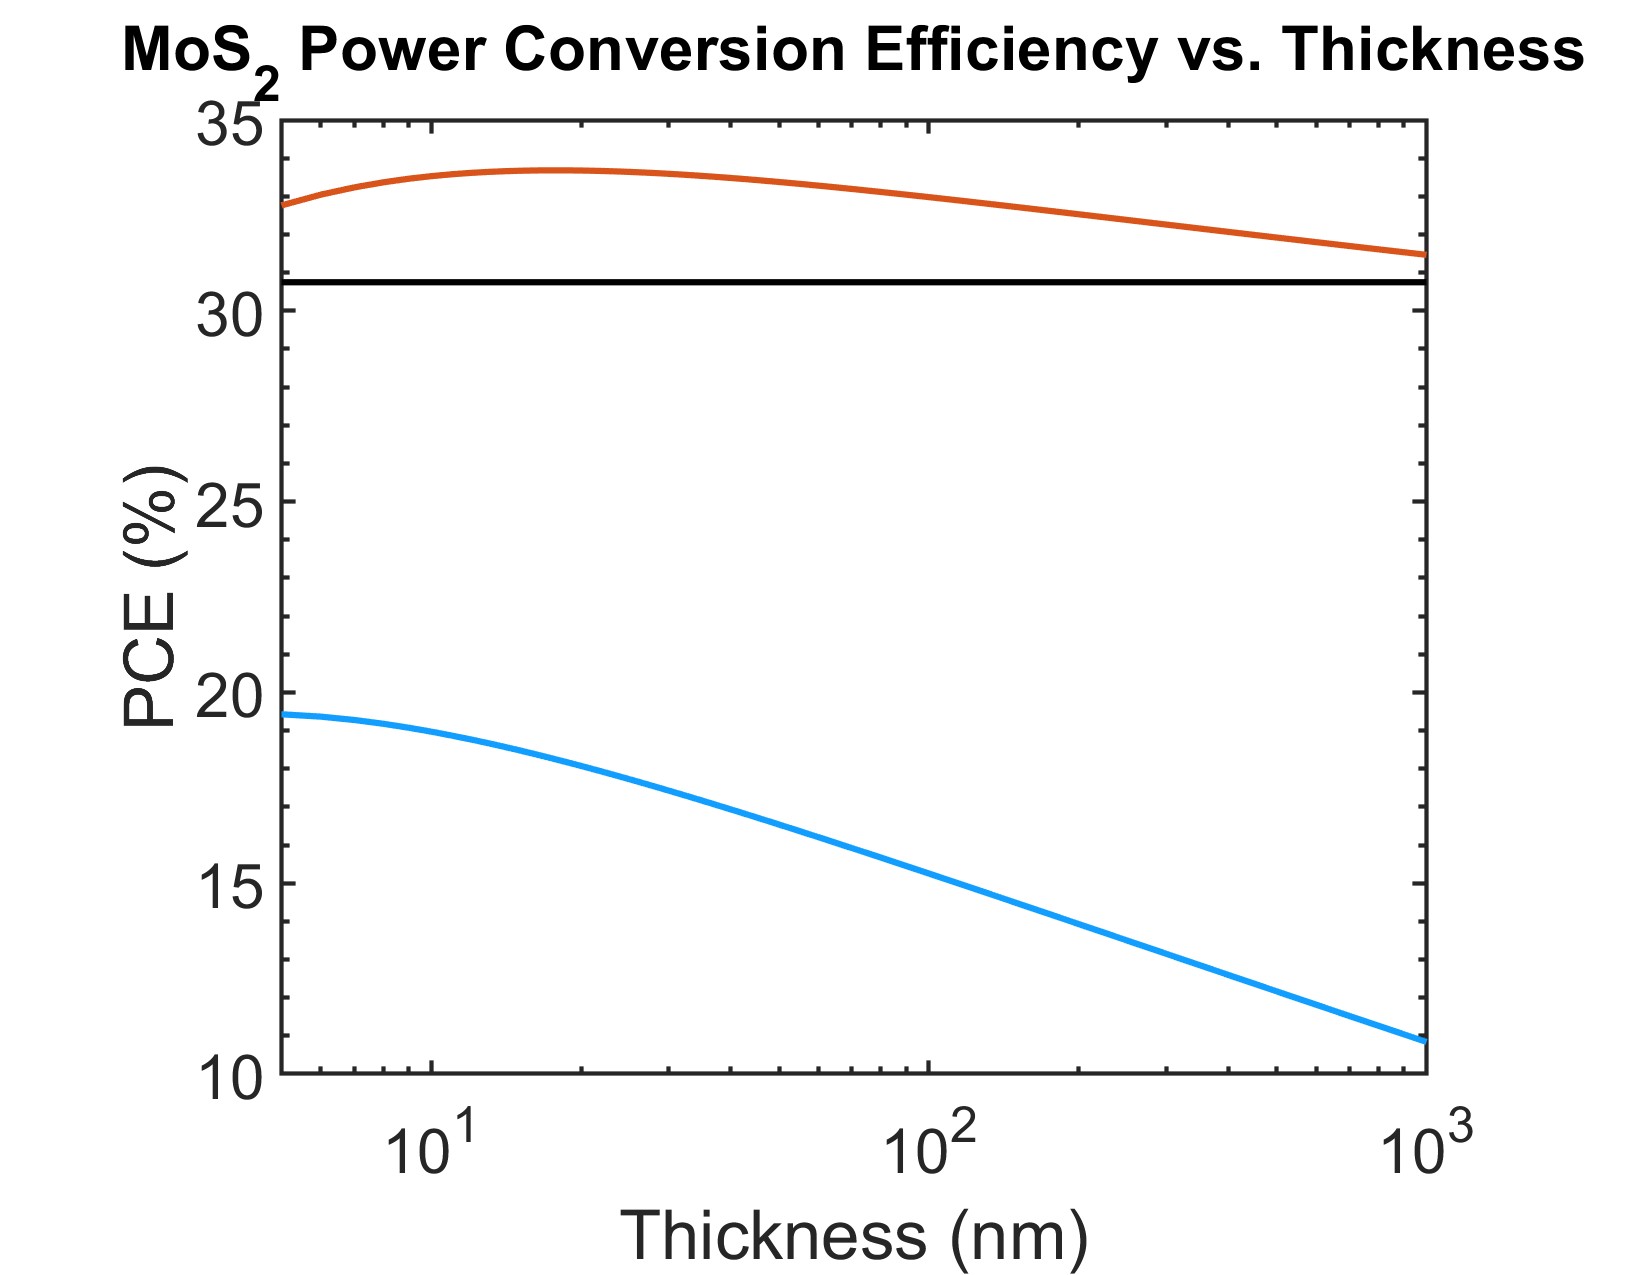 MoS2 Power Conversion Efficiency vs. Thickness
35
30
25
20
15
10
PCE (%)
10^1 10^2 10^3
Thickness (nm)